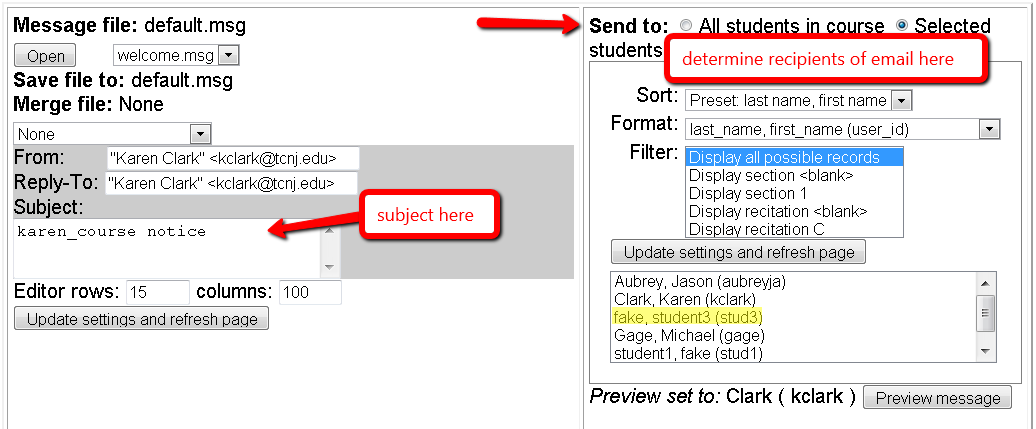 Message file: default.msg
Open welcome.msg
Save file to: default.msg
Merge file: None
None
From: "Karen Clark" <kclark@tcnj.edu>
Reply-To: "Karen Clark" <kclark@tcnj.edu>
Subject:
karen_course notice
subject here
Editor rows: 15 columns: 100
Update settings and refresh page
Send to: All students in course Selected
students
determine recipients of email here
Sort: Preset: last name, first name
Format: last_name, first_name (user_id)
Filter: Display all possible records
Display section <blank>
Display section 1
Display recitation <blank>
Display recitation C
Update settings and refresh page
Aubrey, Jason (aubreyja)
Clark, Karen (kclark)
fake, student3 (stud3)
Gage, Michael (gage)
student1, fake (stud1)
Preview set to: Clark ( kclark ) Preview message